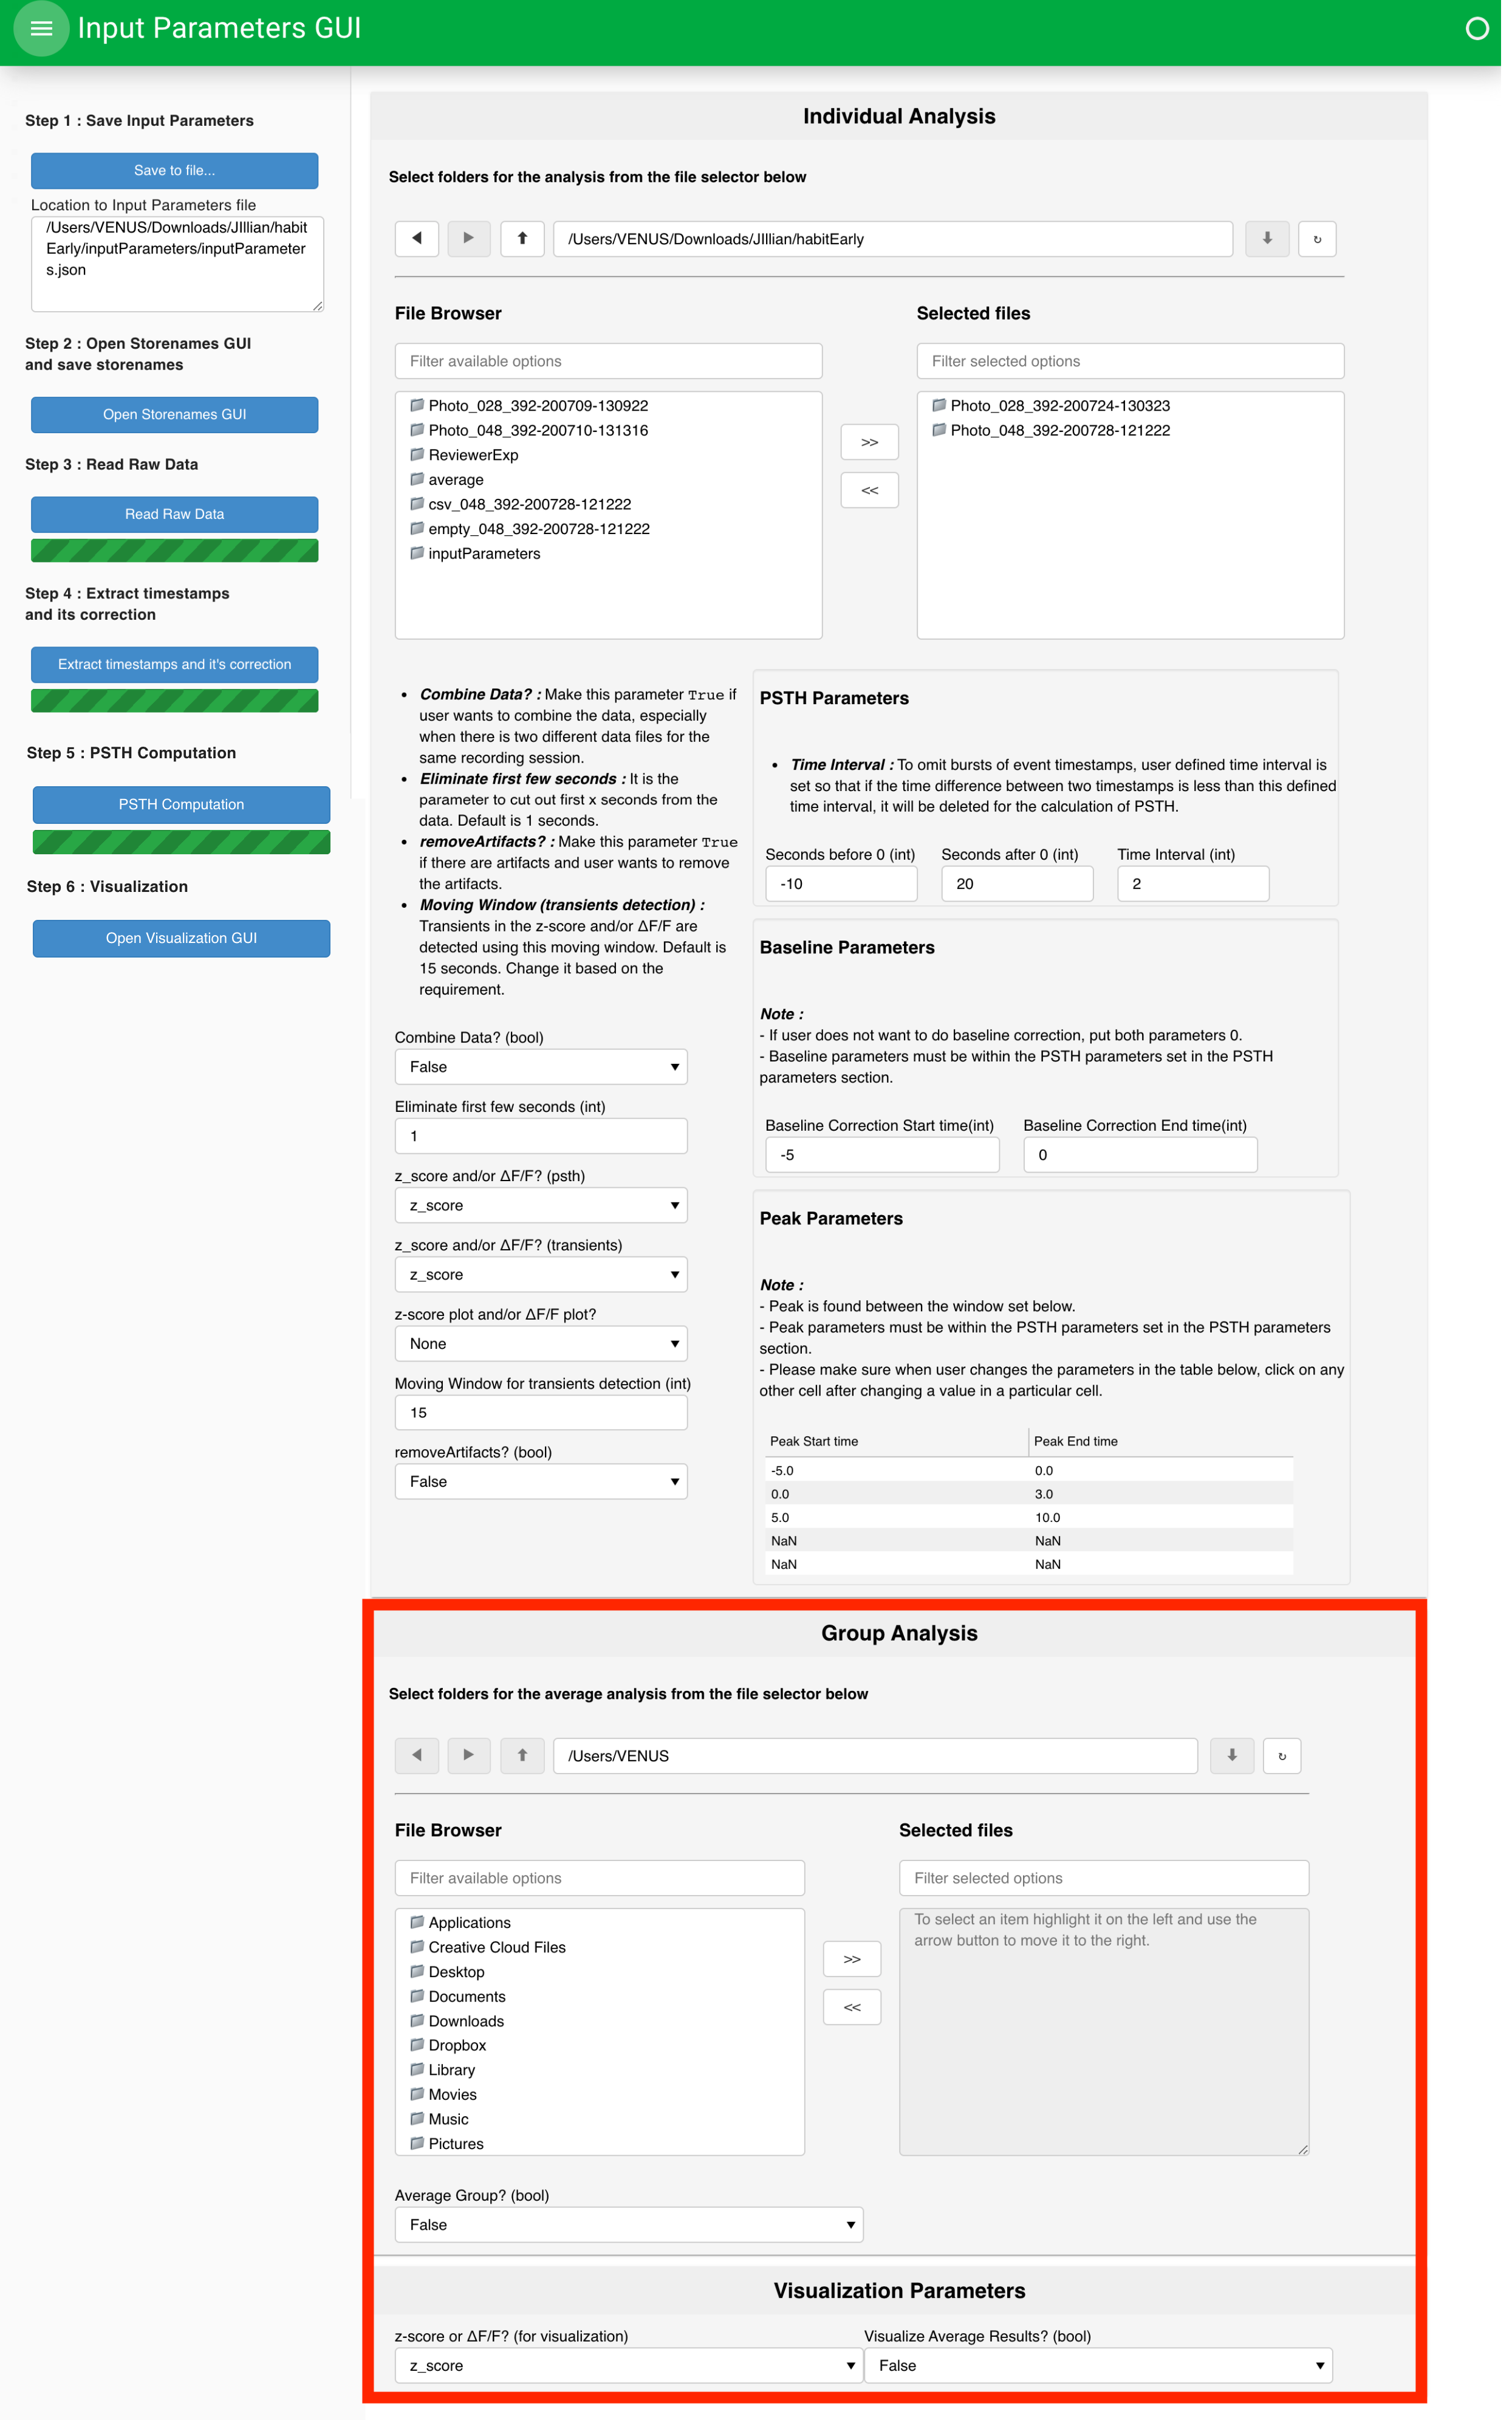 Input Parameters GUI
Step 1 : Save Input Parameters
Save to file...
Location to Input Parameters file
/Users/VENUS/Downloads/JIllian/habit
Early/inputParameters/inputParameter
s.json
Step 2 : Open Storenames GUI
and save storenames
Open Storenames GUI
Step 3 : Read Raw Data
Read Raw Data
Step 4 : Extract timestamps
and its correction
Extract timestamps and it's correction
Step 5 : PSTH Computation
PSTH Computation
Step 6 : Visualization
Open Visualization GUI
Individual Analysis
Select folders for the analysis from the file selector below
◀ ▶ ⬆ /Users/VENUS/Downloads/JIllian/habitEarly ⬇ ↻
File Browser
Filter available options
Photo_028_392-200709-130922
Photo_048_392-200710-131316
ReviewerExp
average
csv_048_392-200728-121222
empty_048_392-200728-121222
inputParameters
>>
<<
Selected files
Filter selected options
Photo_028_392-200724-130323
Photo_048_392-200728-121222
• Combine Data? : Make this parameter True if
user wants to combine the data, especially
when there is two different data files for the
same recording session.
• Eliminate first few seconds : It is the
parameter to cut out first x seconds from the
data. Default is 1 seconds.
• removeArtifacts? : Make this parameter True
if there are artifacts and user wants to remove
the artifacts.
• Moving Window (transients detection) :
Transients in the z-score and/or ΔF/F are
detected using this moving window. Default is
15 seconds. Change it based on the
requirement.
Combine Data? (bool)
False
Eliminate first few seconds (int)
1
z_score and/or ΔF/F? (psth)
z_score
z_score and/or ΔF/F? (transients)
z_score
z-score plot and/or ΔF/F plot?
None
Moving Window for transients detection (int)
15
removeArtifacts? (bool)
False
PSTH Parameters
• Time Interval : To omit bursts of event timestamps, user defined time interval is
set so that if the time difference between two timestamps is less than this defined
time interval, it will be deleted for the calculation of PSTH.
Seconds before 0 (int) Seconds after 0 (int) Time Interval (int)
-10 20 2
Baseline Parameters
Note :
- If user does not want to do baseline correction, put both parameters 0.
- Baseline parameters must be within the PSTH parameters set in the PSTH
parameters section.
Baseline Correction Start time(int) Baseline Correction End time(int)
-5 0
Peak Parameters
Note :
- Peak is found between the window set below.
- Peak parameters must be within the PSTH parameters set in the PSTH parameters
section.
- Please make sure when user changes the parameters in the table below, click on any
other cell after changing a value in a particular cell.
Peak Start time Peak End time
-5.0 0.0
0.0 3.0
5.0 10.0
NaN NaN
NaN NaN
Group Analysis
Select folders for the average analysis from the file selector below
◀ ▶ ⬆ /Users/VENUS ⬇ ↻
File Browser
Filter available options
Applications
Creative Cloud Files
Desktop
Documents
Downloads
Dropbox
Library
Movies
Music
Pictures
>>
<<
Selected files
Filter selected options
To select an item highlight it on the left and use the
arrow button to move it to the right.
Average Group? (bool)
False
Visualization Parameters
z-score or ΔF/F? (for visualization) Visualize Average Results? (bool)
z_score False